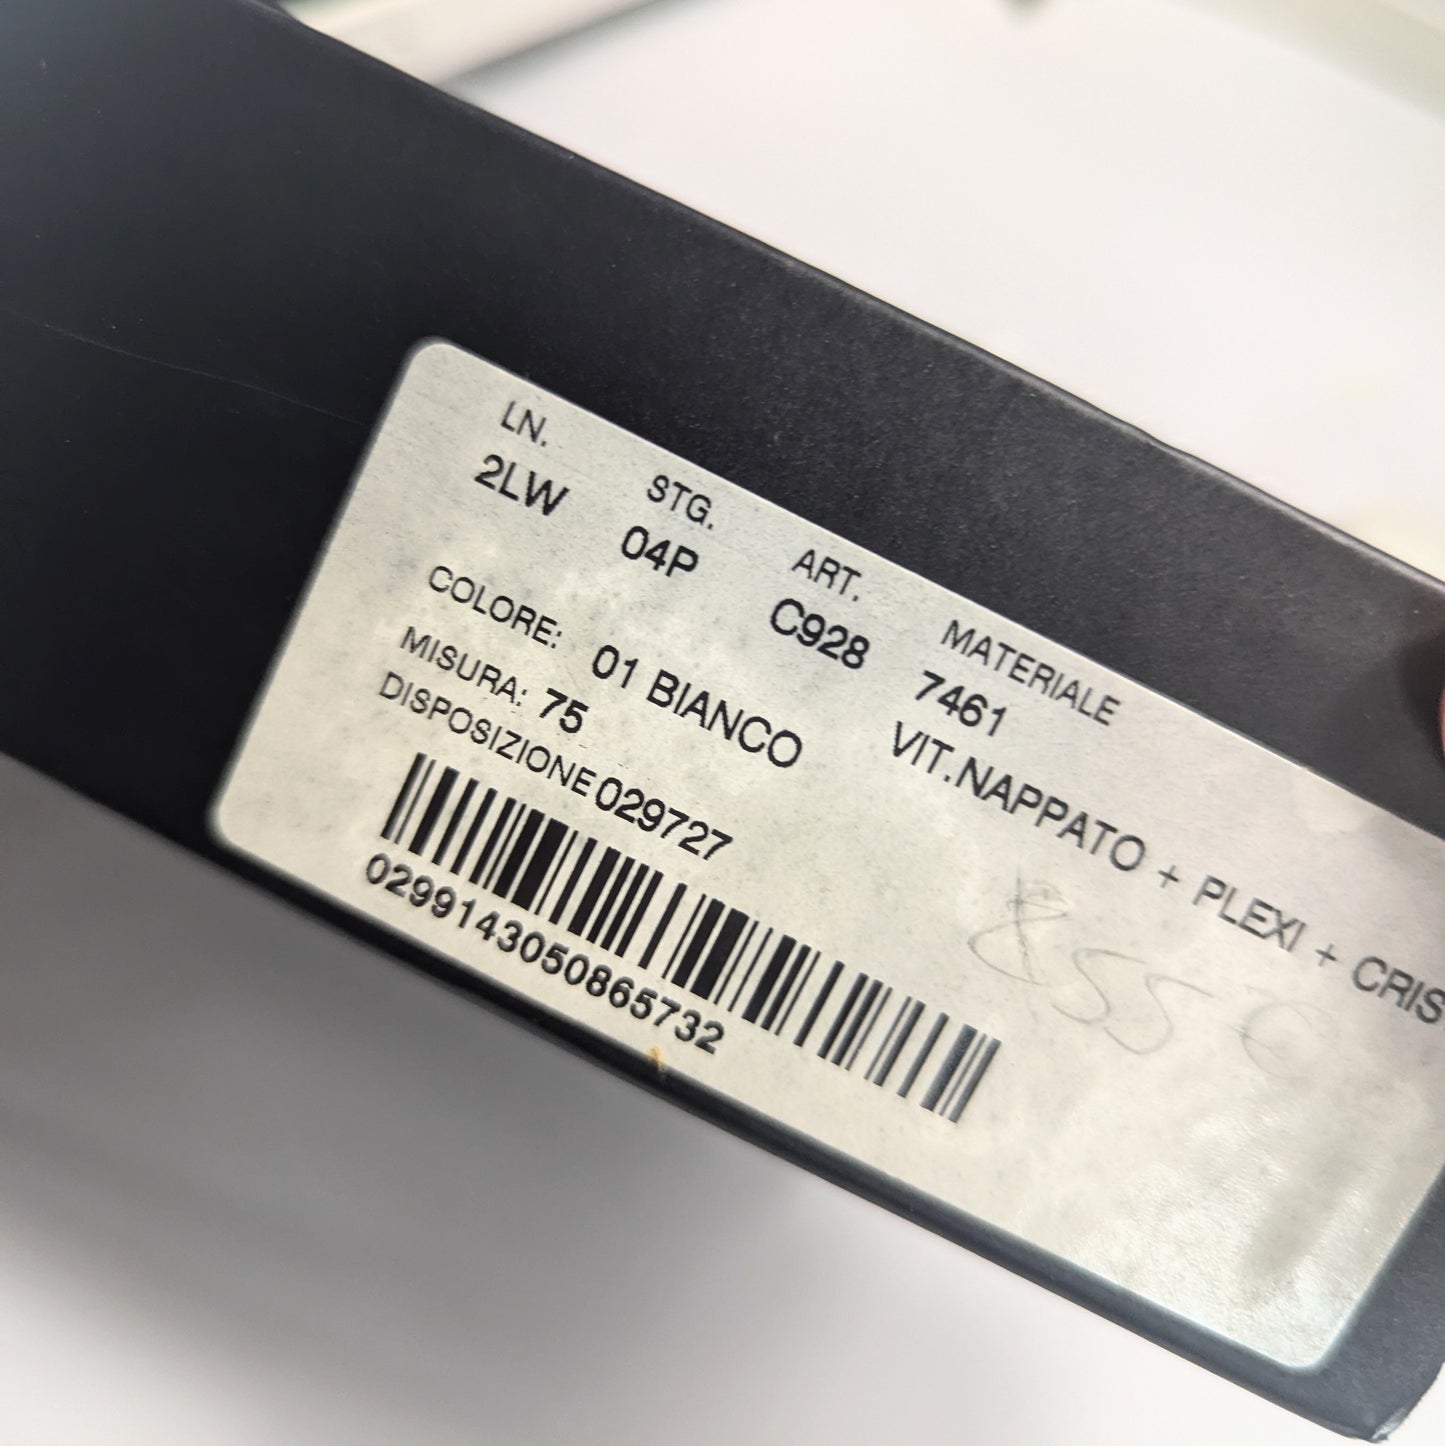 LN. STG. ART. MATERIALE
2LW 04P C928 7461
VIT.NAPPATO + PLEXI + CRIS
COLORE: 01 BIANCO
MISURA: 75
DISPOSIZIONE 029727
02991430508657​32
855 €